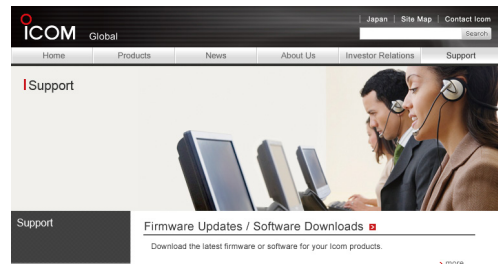 Japan | Site Map | Contact Icom
ICOM Global
Search
Home Products News About Us Investor Relations Support
Support
Support
Firmware Updates / Software Downloads
Download the latest firmware or software for your Icom products.
more